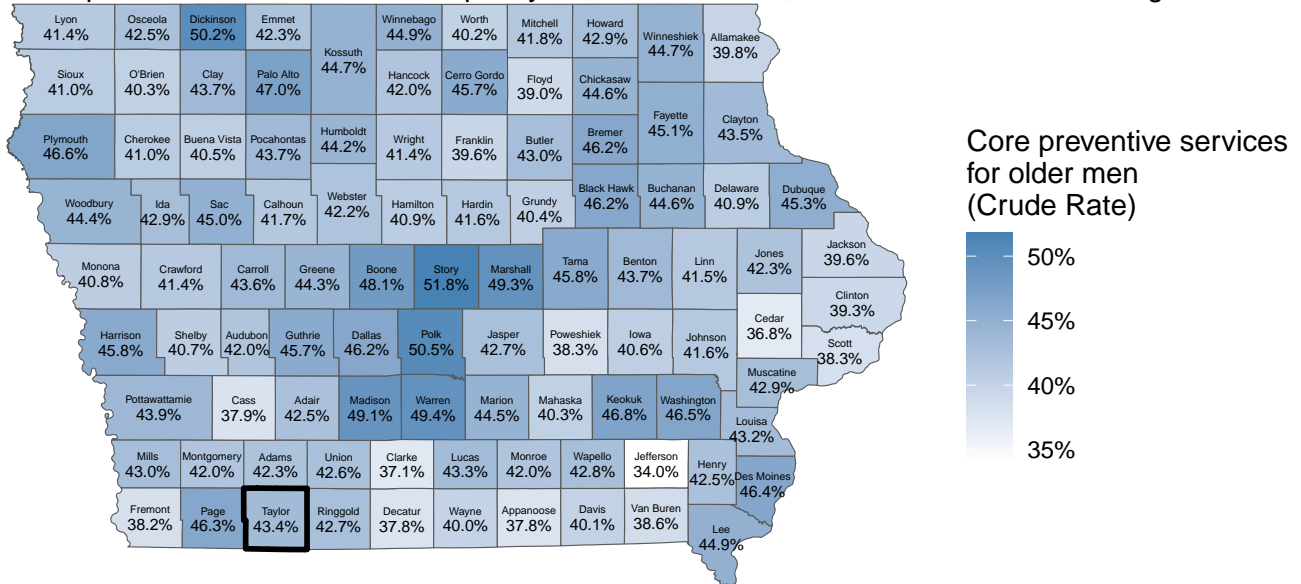 Lyon
41.4%
Osceola
42.5%
Dickinson
50.2%
Emmet
42.3%
Kossuth
44.7%
Winnebago
44.9%
Worth
40.2%
Mitchell
41.8%
Howard
42.9%
Winneshiek
44.7%
Allamakee
39.8%
Sioux
41.0%
O'Brien
40.3%
Clay
43.7%
Palo Alto
47.0%
Hancock
42.0%
Cerro Gordo
45.7%
Floyd
39.0%
Chickasaw
44.6%
Fayette
45.1%
Clayton
43.5%
Plymouth
46.6%
Cherokee
41.0%
Buena Vista
40.5%
Pocahontas
43.7%
Humboldt
44.2%
Wright
41.4%
Franklin
39.6%
Butler
43.0%
Bremer
46.2%
Woodbury
44.4%
Ida
42.9%
Sac
45.0%
Calhoun
41.7%
Webster
42.2%
Hamilton
40.9%
Hardin
41.6%
Grundy
40.4%
Black Hawk
46.2%
Buchanan
44.6%
Delaware
40.9%
Dubuque
45.3%
Monona
40.8%
Crawford
41.4%
Carroll
43.6%
Greene
44.3%
Boone
48.1%
Story
51.8%
Marshall
49.3%
Tama
45.8%
Benton
43.7%
Linn
41.5%
Jones
42.3%
Jackson
39.6%
Clinton
39.3%
Harrison
45.8%
Shelby
40.7%
Audubon
42.0%
Guthrie
45.7%
Dallas
46.2%
Polk
50.5%
Jasper
42.7%
Poweshiek
38.3%
Iowa
40.6%
Johnson
41.6%
Cedar
36.8%
Scott
38.3%
Muscatine
42.9%
Pottawattamie
43.9%
Cass
37.9%
Adair
42.5%
Madison
49.1%
Warren
49.4%
Marion
44.5%
Mahaska
40.3%
Keokuk
46.8%
Washington
46.5%
Louisa
43.2%
Mills
43.0%
Montgomery
42.0%
Adams
42.3%
Union
42.6%
Clarke
37.1%
Lucas
43.3%
Monroe
42.0%
Wapello
42.8%
Jefferson
34.0%
Henry
42.5%
Des Moines
46.4%
Fremont
38.2%
Page
46.3%
Taylor
43.4%
Ringgold
42.7%
Decatur
37.8%
Wayne
40.0%
Appanoose
37.8%
Davis
40.1%
Van Buren
38.6%
Lee
44.9%
Core preventive services
for older men
(Crude Rate)
50%
45%
40%
35%